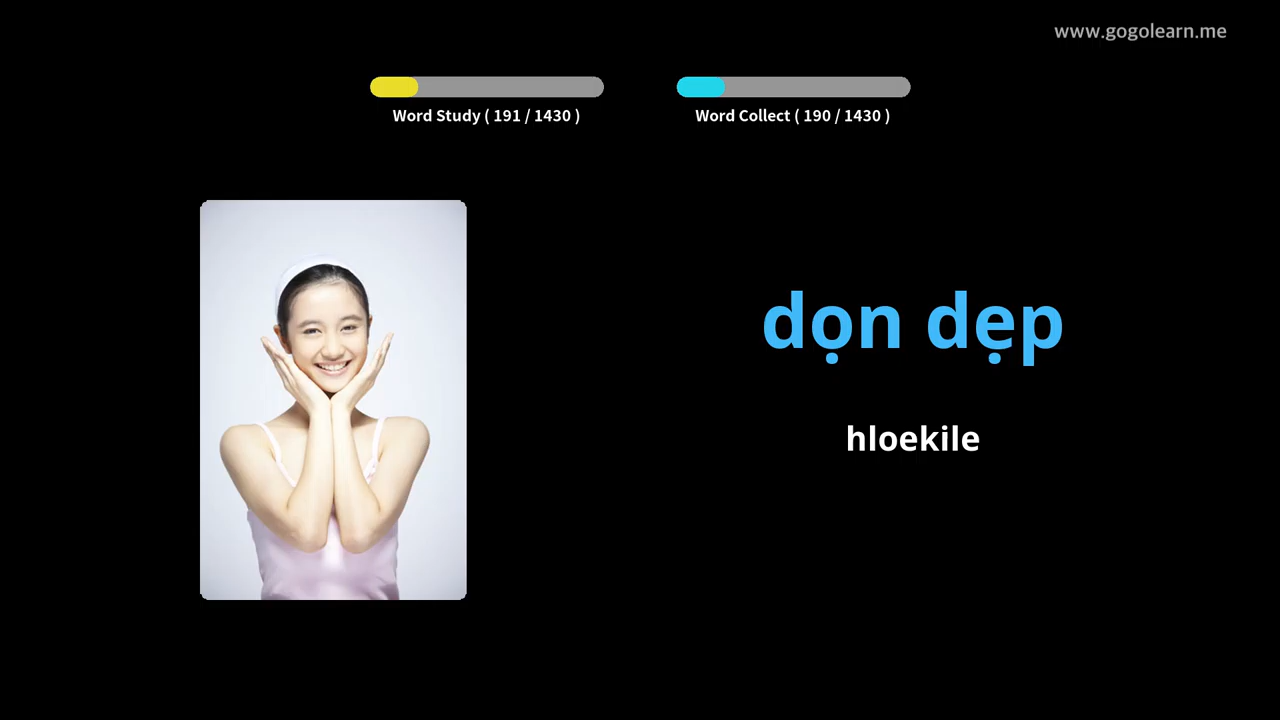 www.gogolearn.me
Word Study ( 191 / 1430 )
Word Collect ( 190 / 1430 )
dọn dẹp
hloekile